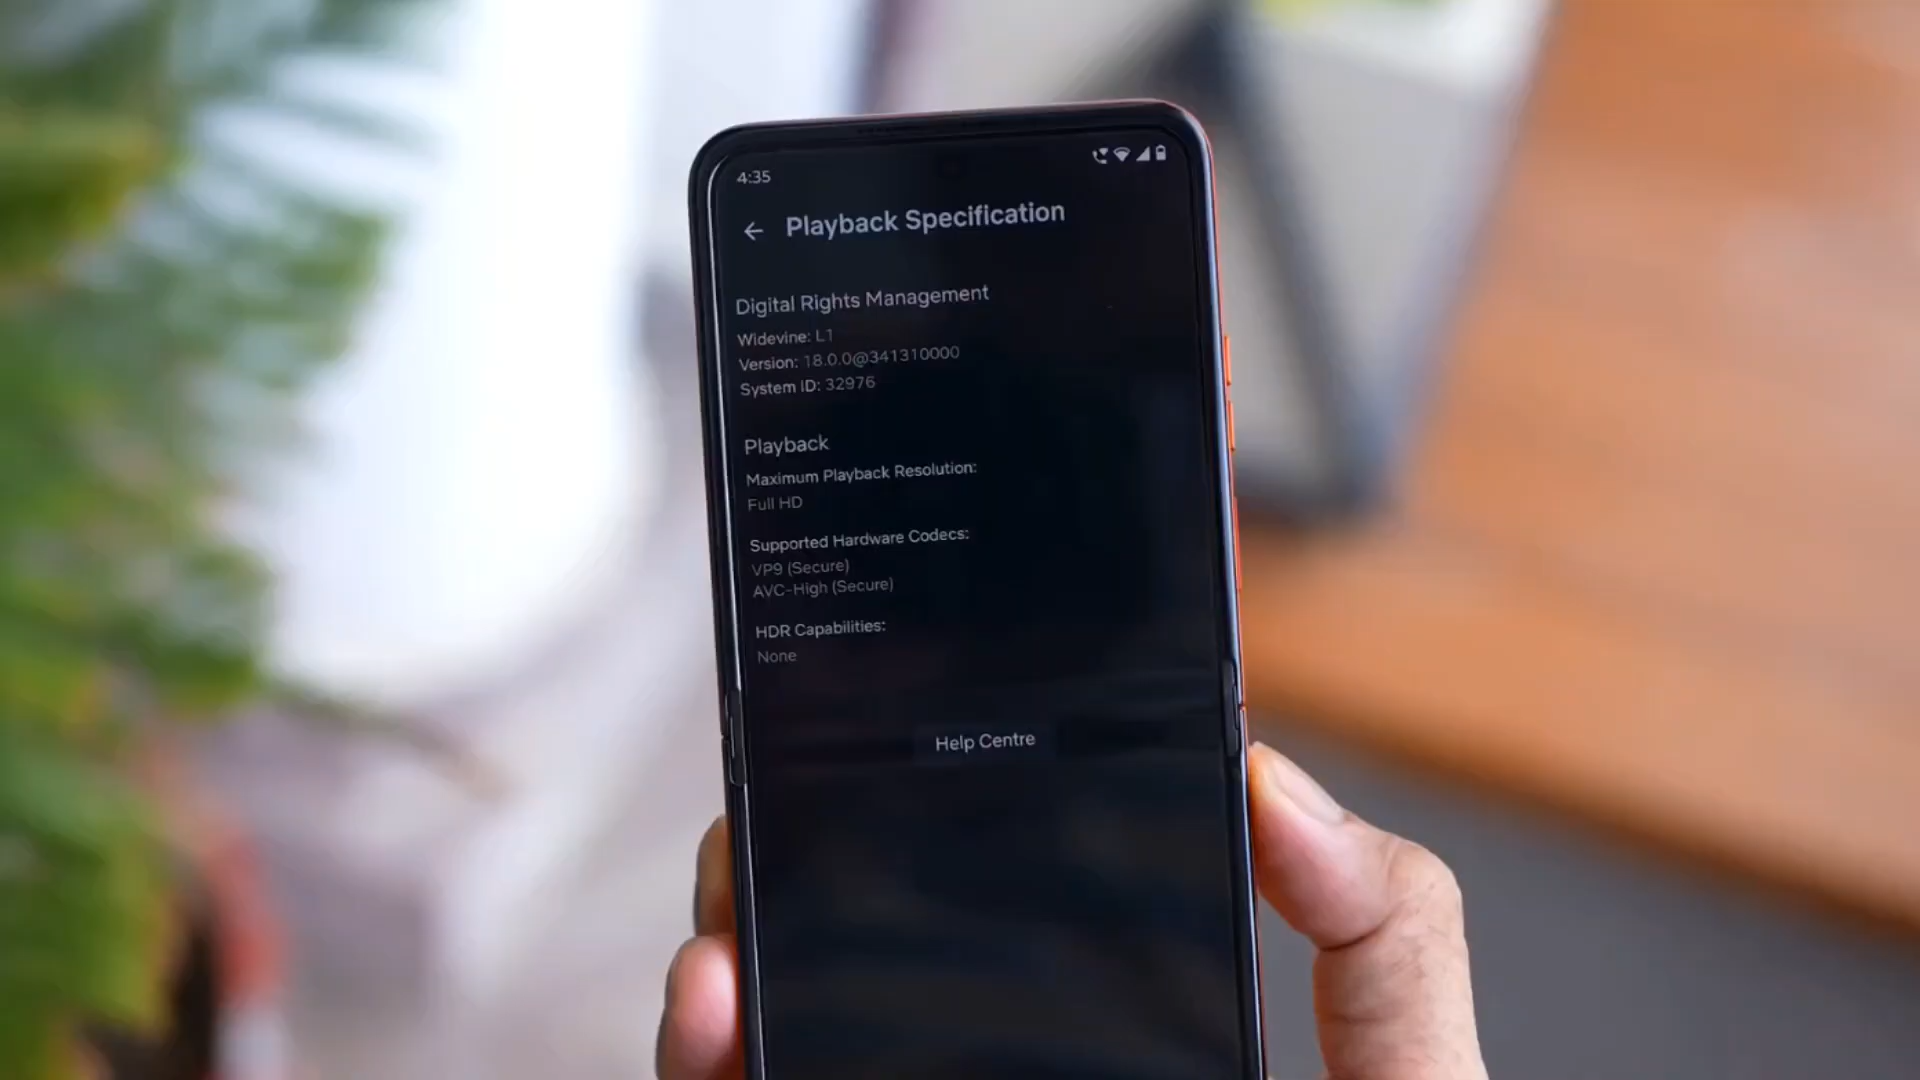 4:35
Playback Specification
Digital Rights Management
Widevine: L1
Version: 18.0.0@341310000
System ID: 32976
Playback
Maximum Playback Resolution:
Full HD
Supported Hardware Codecs:
VP9 (Secure)
AVC-High (Secure)
HDR Capabilities:
None
Help Centre